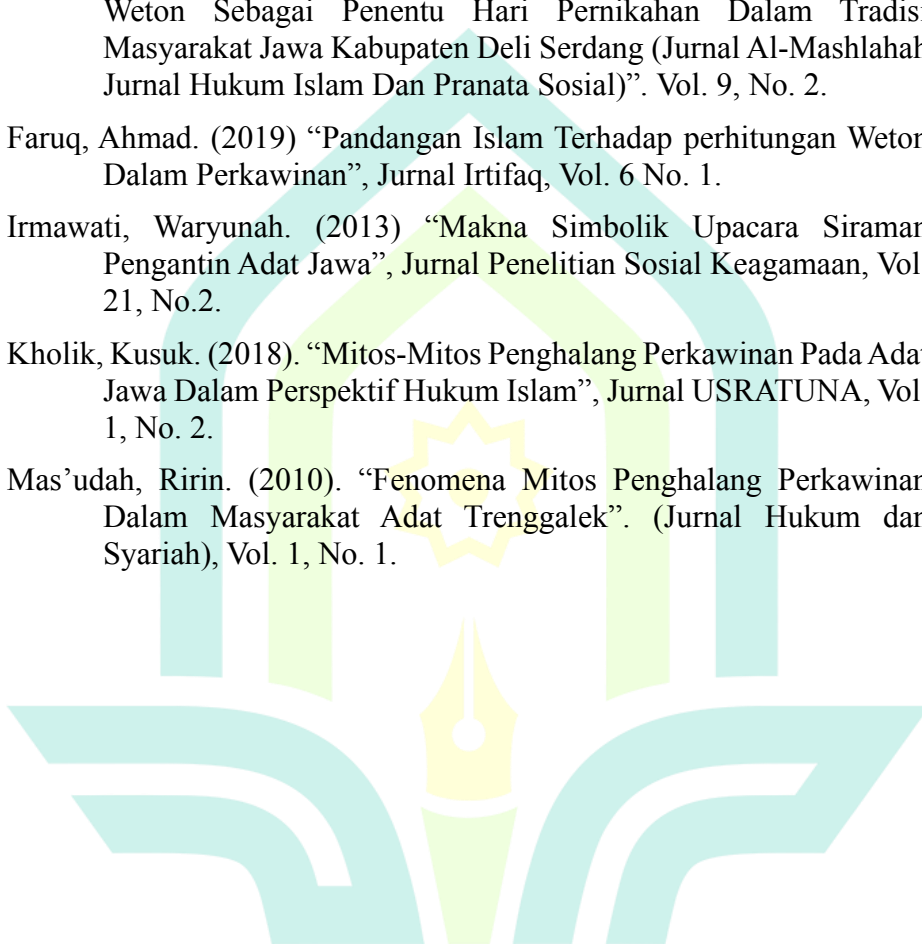 Weton Sebagai Penentu Hari Pernikahan Dalam Tradisi
Masyarakat Jawa Kabupaten Deli Serdang (Jurnal Al-Mashlahah
Jurnal Hukum Islam Dan Pranata Sosial)”. Vol. 9, No. 2.
Faruq, Ahmad. (2019) “Pandangan Islam Terhadap perhitungan Weton
Dalam Perkawinan”, Jurnal Irtifaq, Vol. 6 No. 1.
Irmawati, Waryunah. (2013) “Makna Simbolik Upacara Siraman
Pengantin Adat Jawa”, Jurnal Penelitian Sosial Keagamaan, Vol
21, No.2.
Kholik, Kusuk. (2018). “Mitos-Mitos Penghalang Perkawinan Pada Adat
Jawa Dalam Perspektif Hukum Islam”, Jurnal USRATUNA, Vol
1, No. 2.
Mas’udah, Ririn. (2010). “Fenomena Mitos Penghalang Perkawinan
Dalam Masyarakat Adat Trenggalek”. (Jurnal Hukum dan
Syariah), Vol. 1, No. 1.